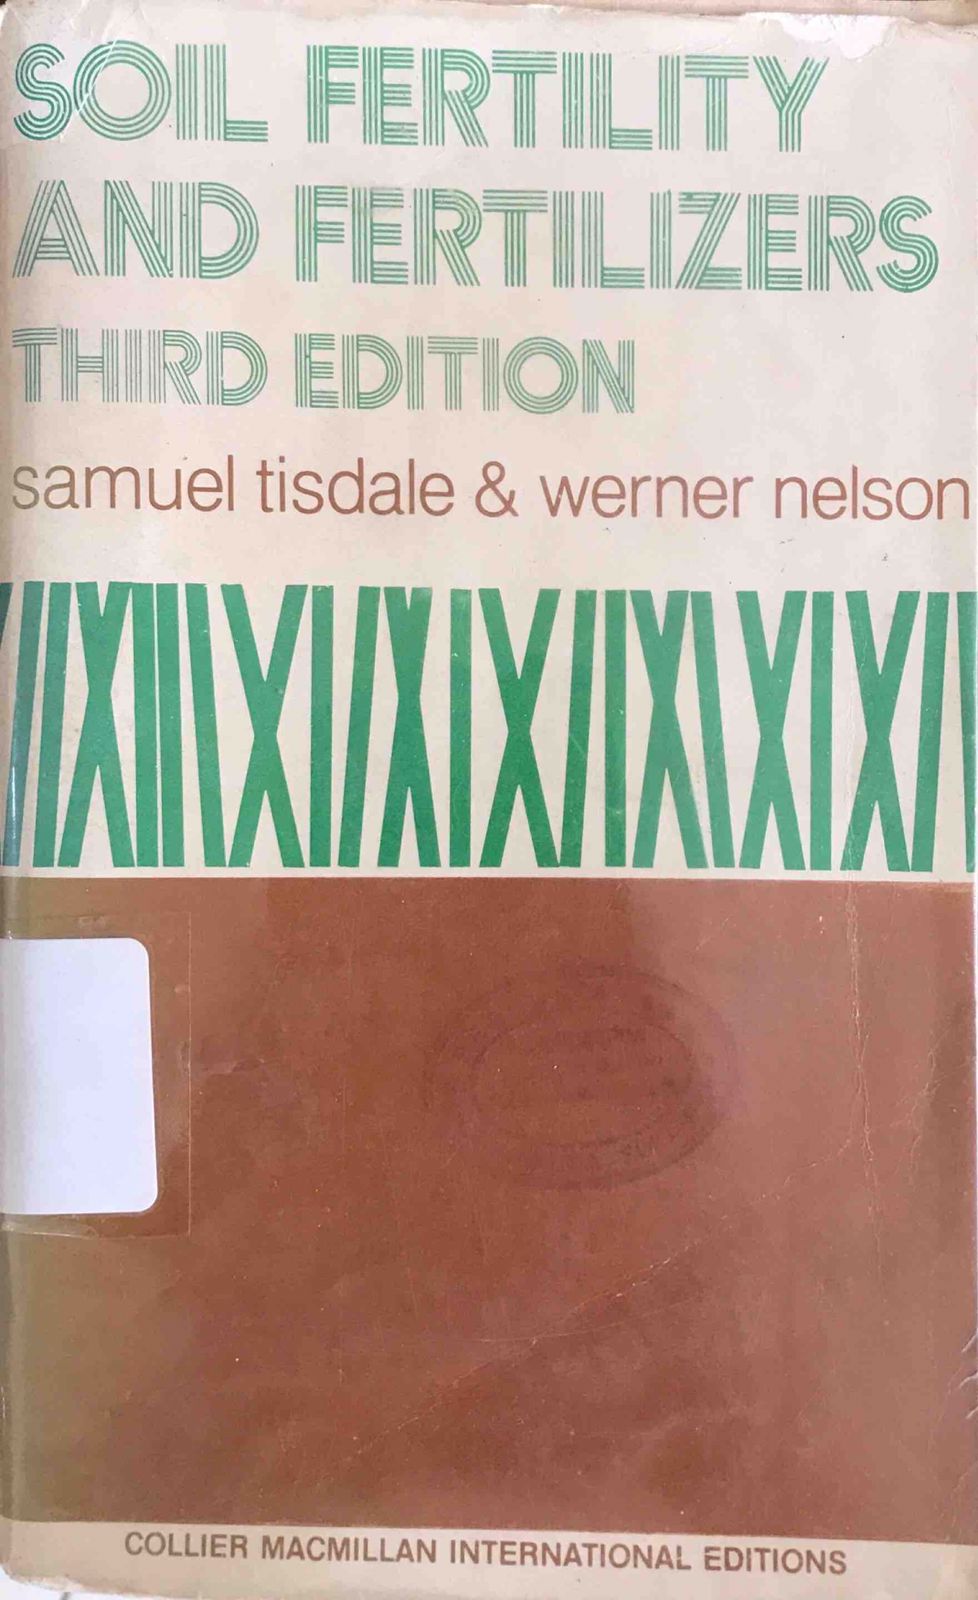 SOIL FERTILITY
AND FERTILIZERS
THIRD EDITION
samuel tisdale & werner nelson
COLLIER MACMILLAN INTERNATIONAL EDITIONS